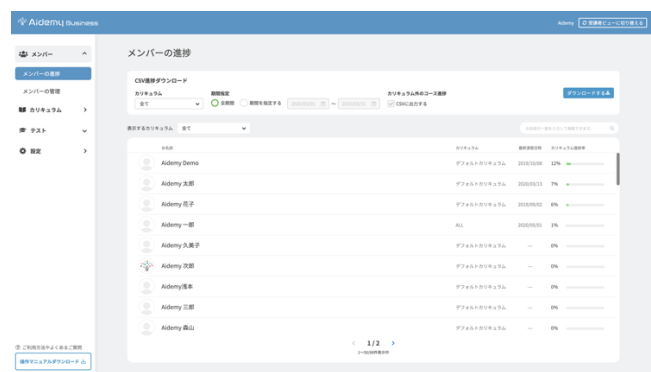 Aidemy Business
Aidemy 受講者ビューに切り替える
メンバー
メンバーの進捗
メンバーの管理
カリキュラム
テスト
設定
ご利用方法やよくあるご質問
操作マニュアルダウンロード
メンバーの進捗
CSV進捗ダウンロード
カリキュラム 期間指定 カリキュラム外のコース進捗
全て 全期間 期間を指定する ～ CSVに出力する ダウンロードする
表示するカリキュラム 全て
お名前 カリキュラム 最終演習日時 カリキュラム進捗率
Aidemy Demo デフォルトカリキュラム 2019/10/08 12%
Aidemy 太郎 デフォルトカリキュラム 2020/03/13 7%
Aidemy 花子 デフォルトカリキュラム 2019/09/02 6%
Aidemy 一郎 ALL 2020/05/01 1%
Aidemy 久美子 デフォルトカリキュラム — 0%
Aidemy 次郎 デフォルトカリキュラム — 0%
Aidemy浅本 デフォルトカリキュラム — 0%
Aidemy 三郎 デフォルトカリキュラム — 0%
Aidemy 森山 デフォルトカリキュラム — 0%
1/2